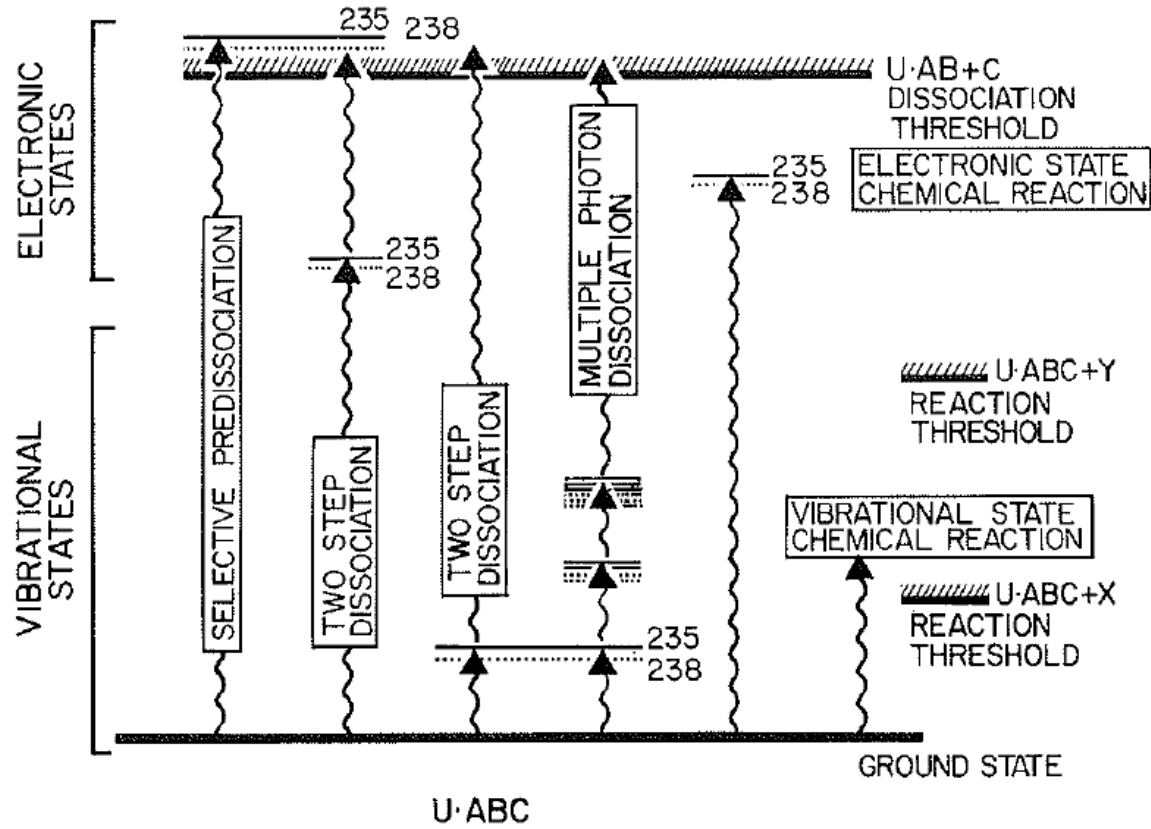 235 238
U·AB+C
DISSOCIATION
THRESHOLD
ELECTRONIC
STATES
235
238
ELECTRONIC STATE
CHEMICAL REACTION
235
238
SELECTIVE PREDISSOCIATION
TWO STEP
DISSOCIATION
TWO STEP
DISSOCIATION
MULTIPLE PHOTON
DISSOCIATION
VIBRATIONAL
STATES
U·ABC+Y
REACTION
THRESHOLD
VIBRATIONAL STATE
CHEMICAL REACTION
U·ABC+X
REACTION
THRESHOLD
235
238
GROUND STATE
U·ABC